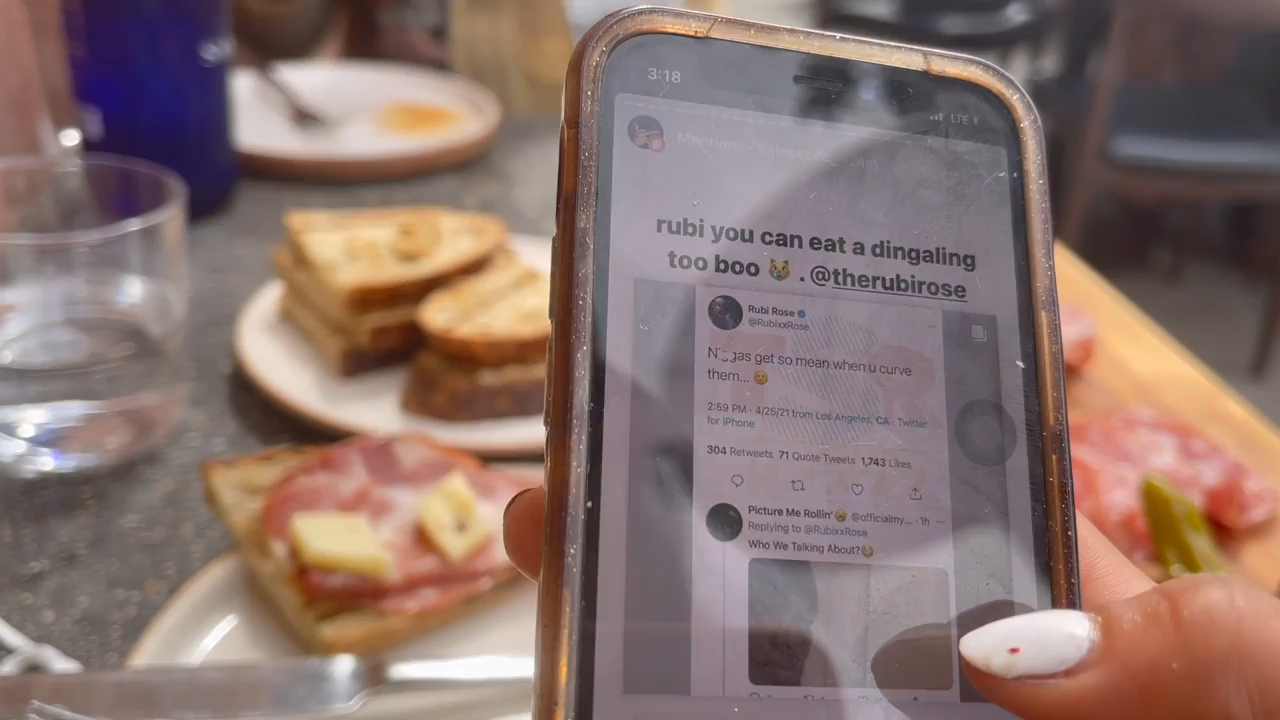 3:18
LTE
Mentioned
rubi you can eat a dingaling
too boo 😿 . @therubirose
Rubi Rose
@RubixxRose
gas get so mean when u curve
them... 🙁
2:59 PM · 4/25/21 from Los Angeles, CA · Twitter
for iPhone
304 Retweets 71 Quote Tweets 1,743 Likes
Picture Me Rollin' @officialmy_... · 1h
Replying to @RubixxRose
Who We Talking About?😂